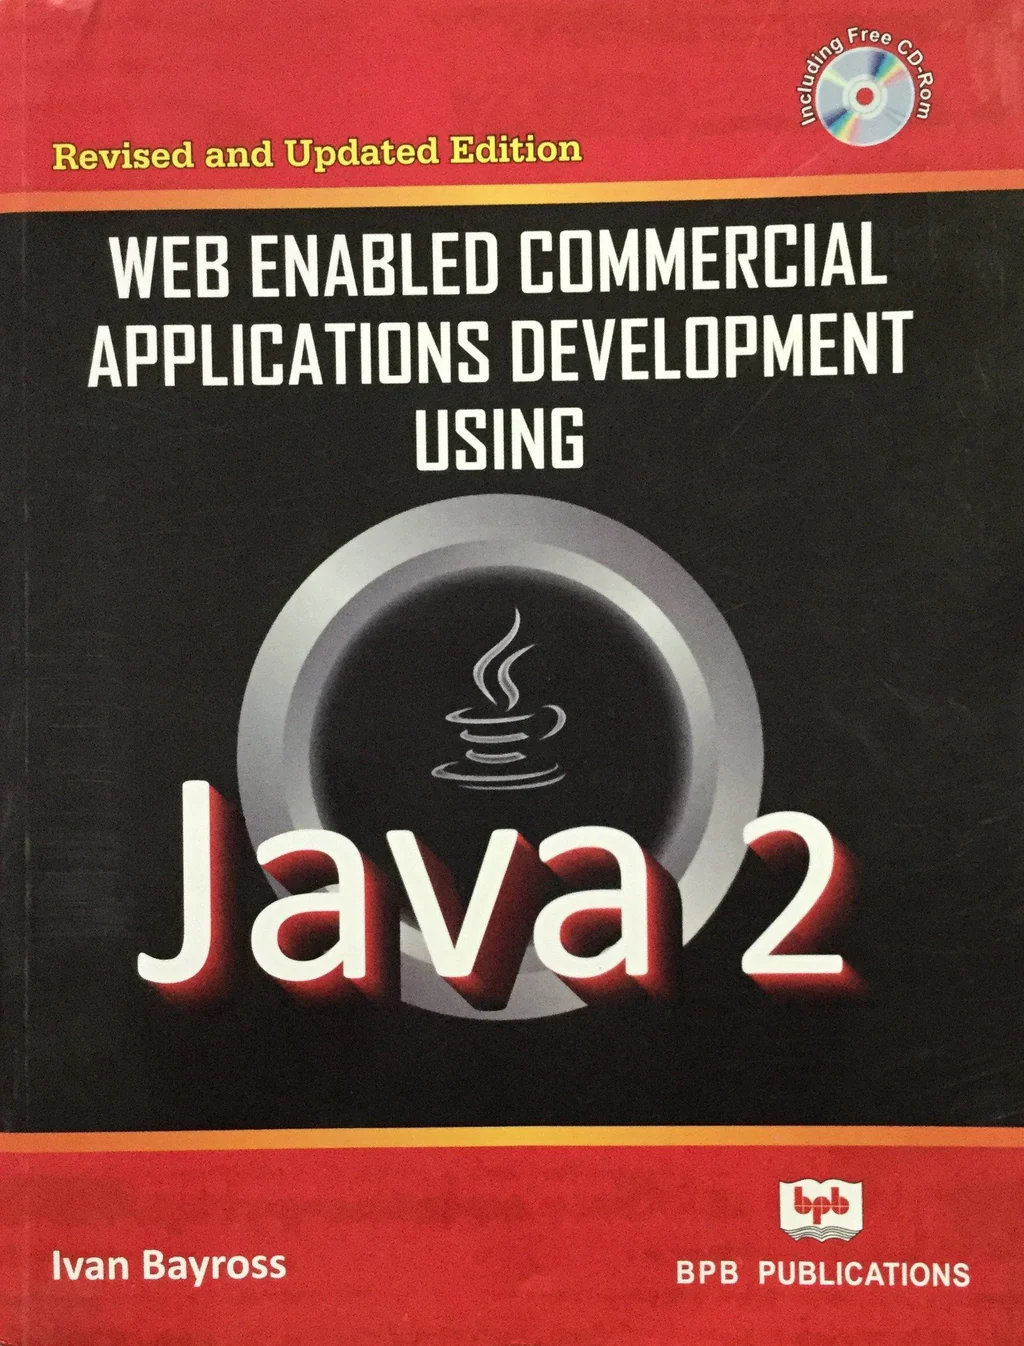 Including Free CD-Rom
Revised and Updated Edition
WEB ENABLED COMMERCIAL
APPLICATIONS DEVELOPMENT
USING
Java 2
bpb
Ivan Bayross
BPB PUBLICATIONS